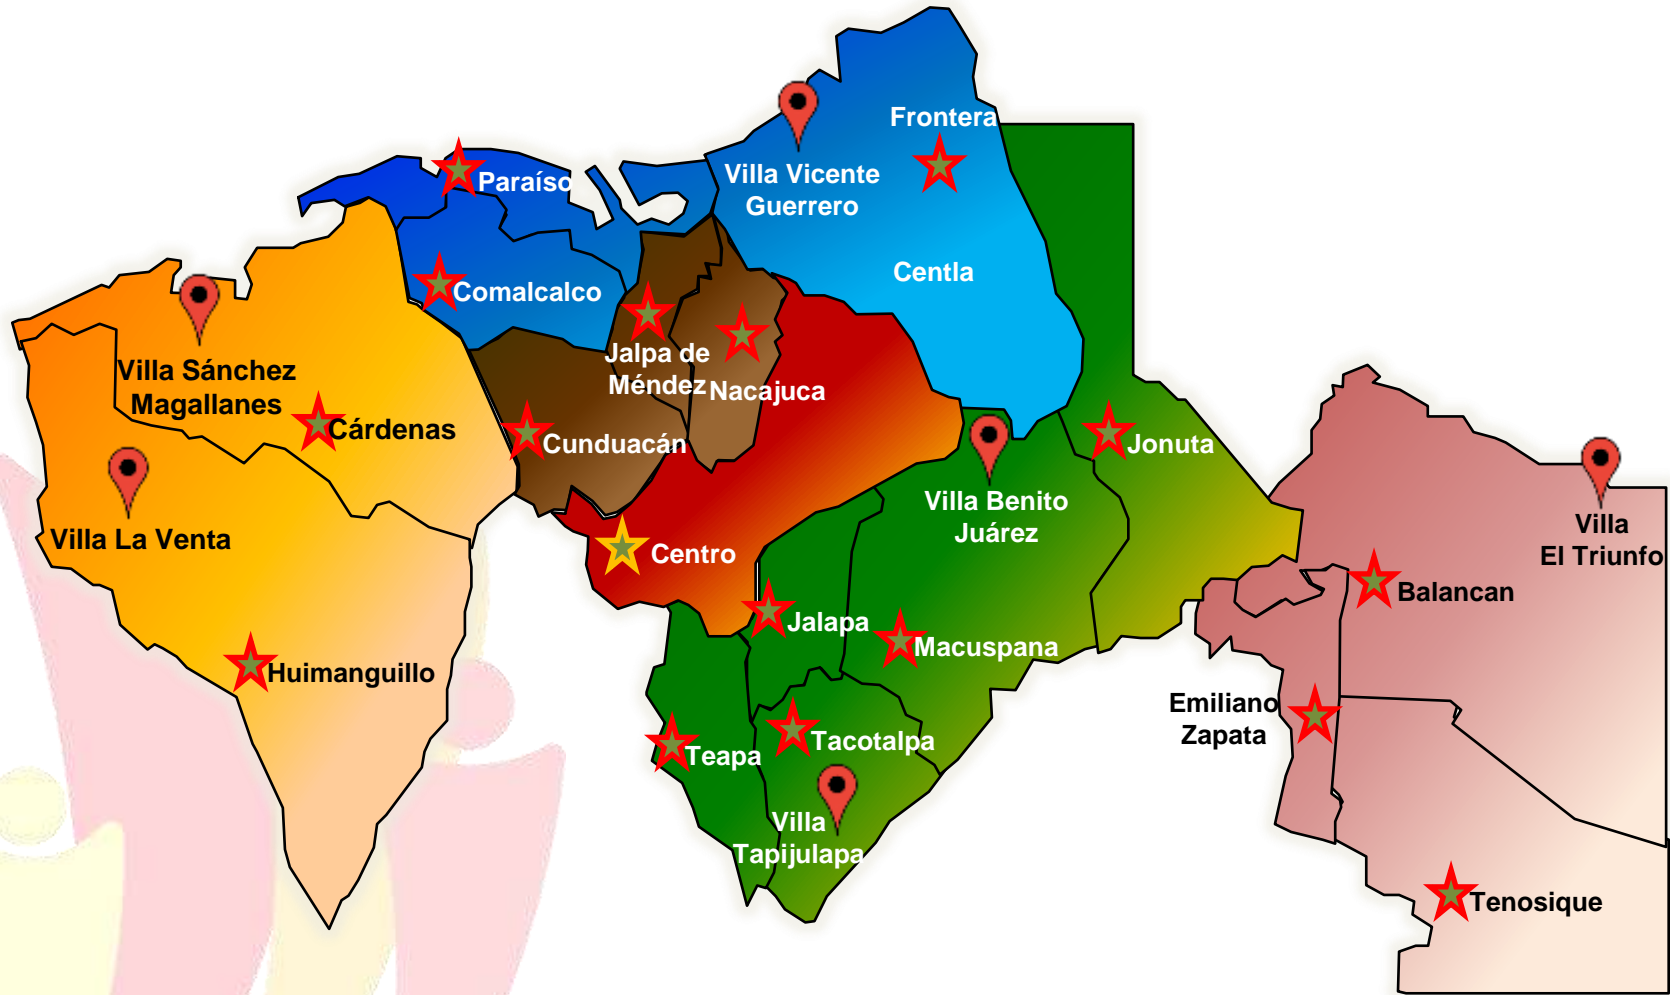 Frontera
Villa Vicente
Guerrero
Paraíso
Centla
Comalcalco
Jalpa de
Méndez
Nacajuca
Villa Sánchez
Magallanes
Cárdenas
Cunduacán
Jonuta
Villa La Venta
Villa Benito
Juárez
Villa
El Triunfo
Centro
Balancan
Jalapa
Macuspana
Huimanguillo
Emiliano
Zapata
Teapa
Tacotalpa
Villa
Tapijulapa
Tenosique